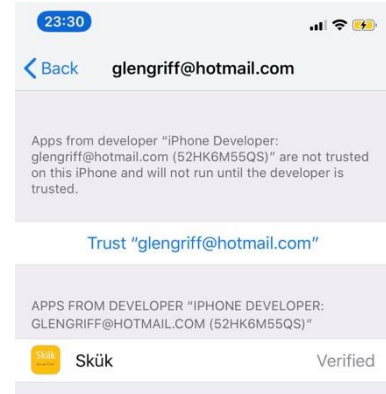 23:30
Back glengriff@hotmail.com
Apps from developer "iPhone Developer:
glengriff@hotmail.com (52HK6M55QS)" are not trusted
on this iPhone and will not run until the developer is
trusted.
Trust "glengriff@hotmail.com"
APPS FROM DEVELOPER "IPHONE DEVELOPER:
GLENGRIFF@HOTMAIL.COM (52HK6M55QS)"
Skük
Skük Verified